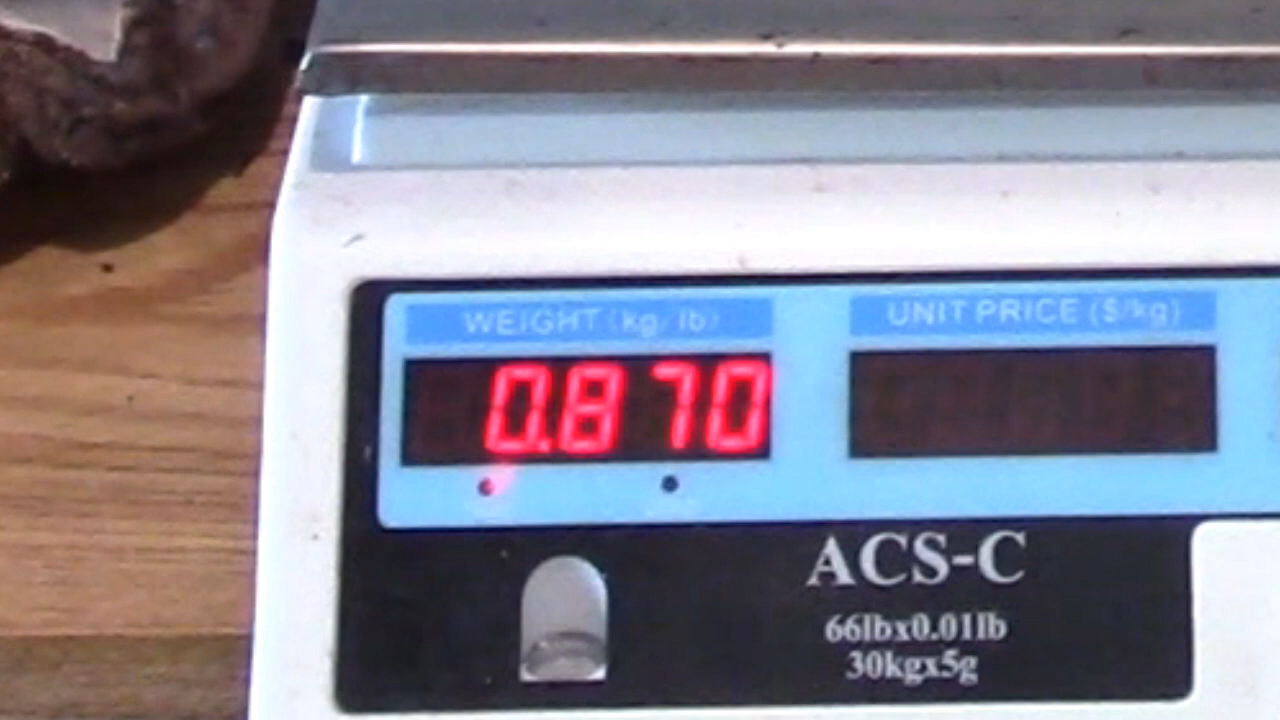 WEIGHT (kg/lb)
UNIT PRICE ($/kg)
0.870
ACS-C
66lbx0.01lb
30kgx5g